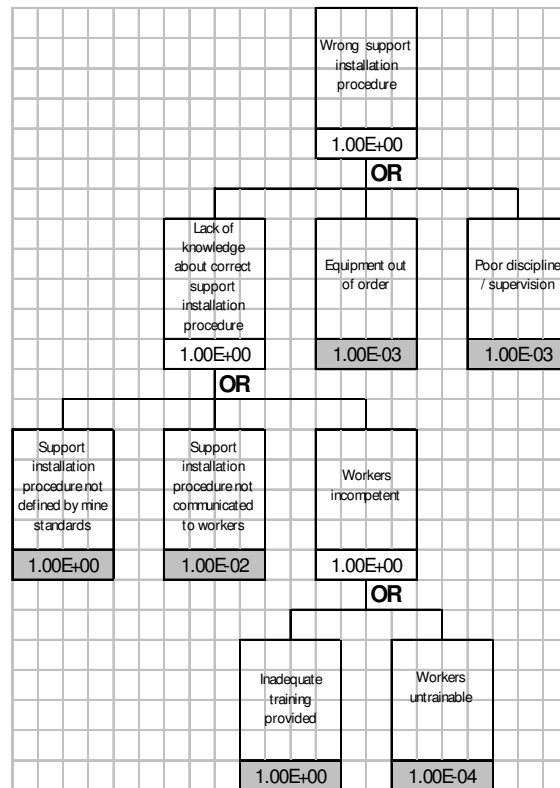 Wrong support
installation
procedure
1.00E+00
OR
Lack of
knowledge
about correct
support
installation
procedure
1.00E+00
Equipment out
of order
1.00E-03
Poor discipline
/ supervision
1.00E-03
OR
Support
installation
procedure not
defined by mine
standards
1.00E+00
Support
installation
procedure not
communicated
to workers
1.00E-02
Workers
incompetent
1.00E+00
OR
Inadequate
training
provided
1.00E+00
Workers
untrainable
1.00E-04